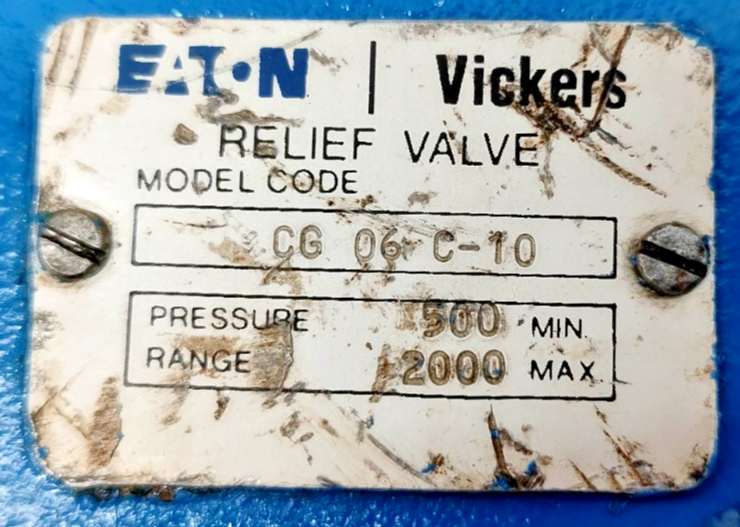 EATON | Vickers
RELIEF VALVE
MODEL CODE
CG 06 C-10
PRESSURE 500 MIN.
RANGE 2000 MAX.